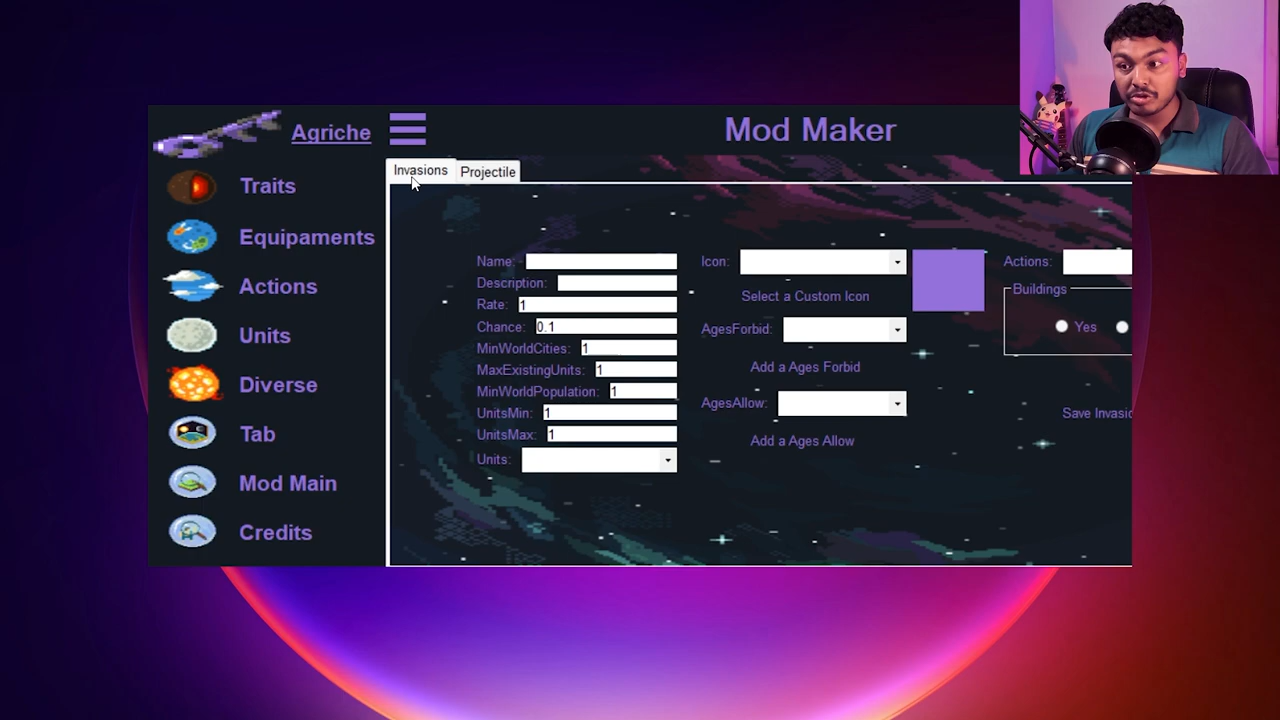 Agriche
Mod Maker
Traits
Equipaments
Actions
Units
Diverse
Tab
Mod Main
Credits
Invasions
Projectile
Name:
Description:
Rate: 1
Chance: 0.1
MinWorldCities: 1
MaxExistingUnits: 1
MinWorldPopulation: 1
UnitsMin: 1
UnitsMax: 1
Units:
Icon:
Select a Custom Icon
AgesForbid:
Add a Ages Forbid
AgesAllow:
Add a Ages Allow
Actions:
Buildings
Yes
Save Invasio